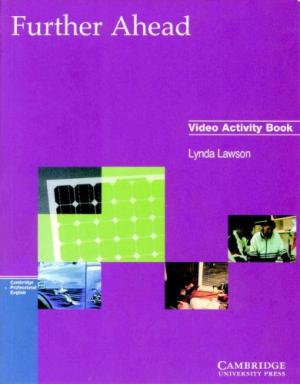 Further Ahead
Video Activity Book
Lynda Lawson
Cambridge
Professional
English
CAMBRIDGE
UNIVERSITY PRESS